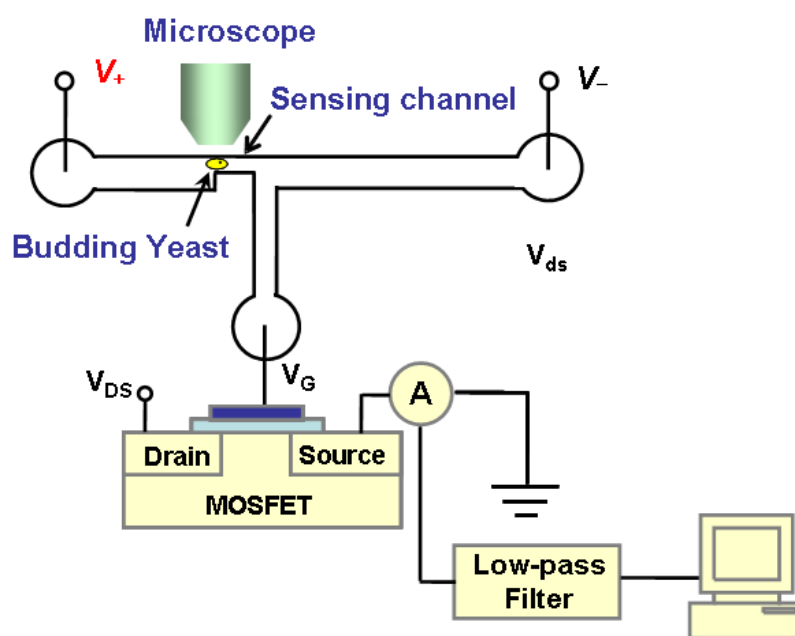 Microscope
V+
V−
Sensing channel
Budding Yeast
Vds
VDS
VG
A
Drain
Source
MOSFET
Low-pass
Filter